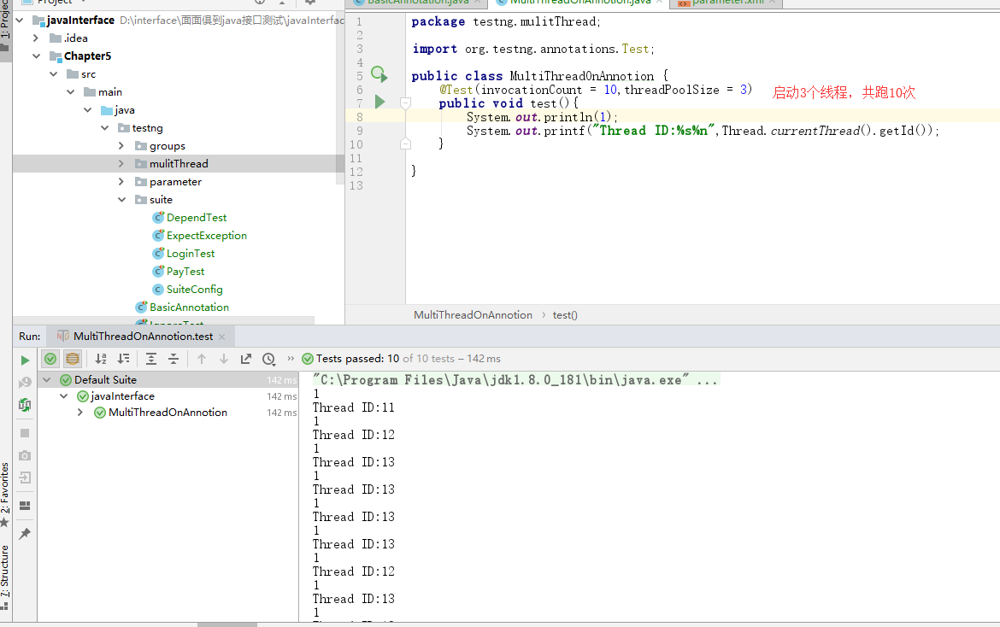 1: Project
Project
BasicAnnotation.java
MultiThreadOnAnnotion.java
parameter.xml
javaInterface D:\interface\面面俱到java接口测试\javaInterfac
.idea
Chapter5
src
main
java
testng
groups
mulitThread
parameter
suite
DependTest
ExpectException
LoginTest
PayTest
SuiteConfig
BasicAnnotation
IgnoreTest
1 package testng.mulitThread;
2
3 import org.testng.annotations.Test;
4
5 public class MultiThreadOnAnnotion {
6 @Test(invocationCount = 10,threadPoolSize = 3) 启动3个线程，共跑10次
7 public void test(){
8 System.out.println(1);
9 System.out.printf("Thread ID:%s%n",Thread.currentThread().getId());
10 }
11
12 }
13
MultiThreadOnAnnotion › test()
Run: MultiThreadOnAnnotion.test
Tests passed: 10 of 10 tests – 142 ms
Default Suite 142 ms
javaInterface 142 ms
MultiThreadOnAnnotion 142 ms
"C:\Program Files\Java\jdk1.8.0_181\bin\java.exe" ...
1
Thread ID:11
1
Thread ID:12
1
Thread ID:13
1
Thread ID:13
1
Thread ID:13
1
Thread ID:13
1
Thread ID:12
1
Thread ID:13
1
2: Favorites
7: Structure